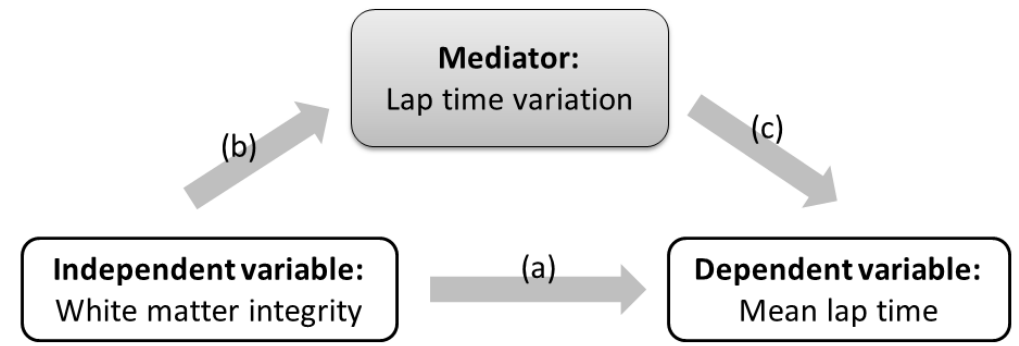 Mediator:
Lap time variation
(b)
(c)
(a)
Independent variable:
White matter integrity
Dependent variable:
Mean lap time